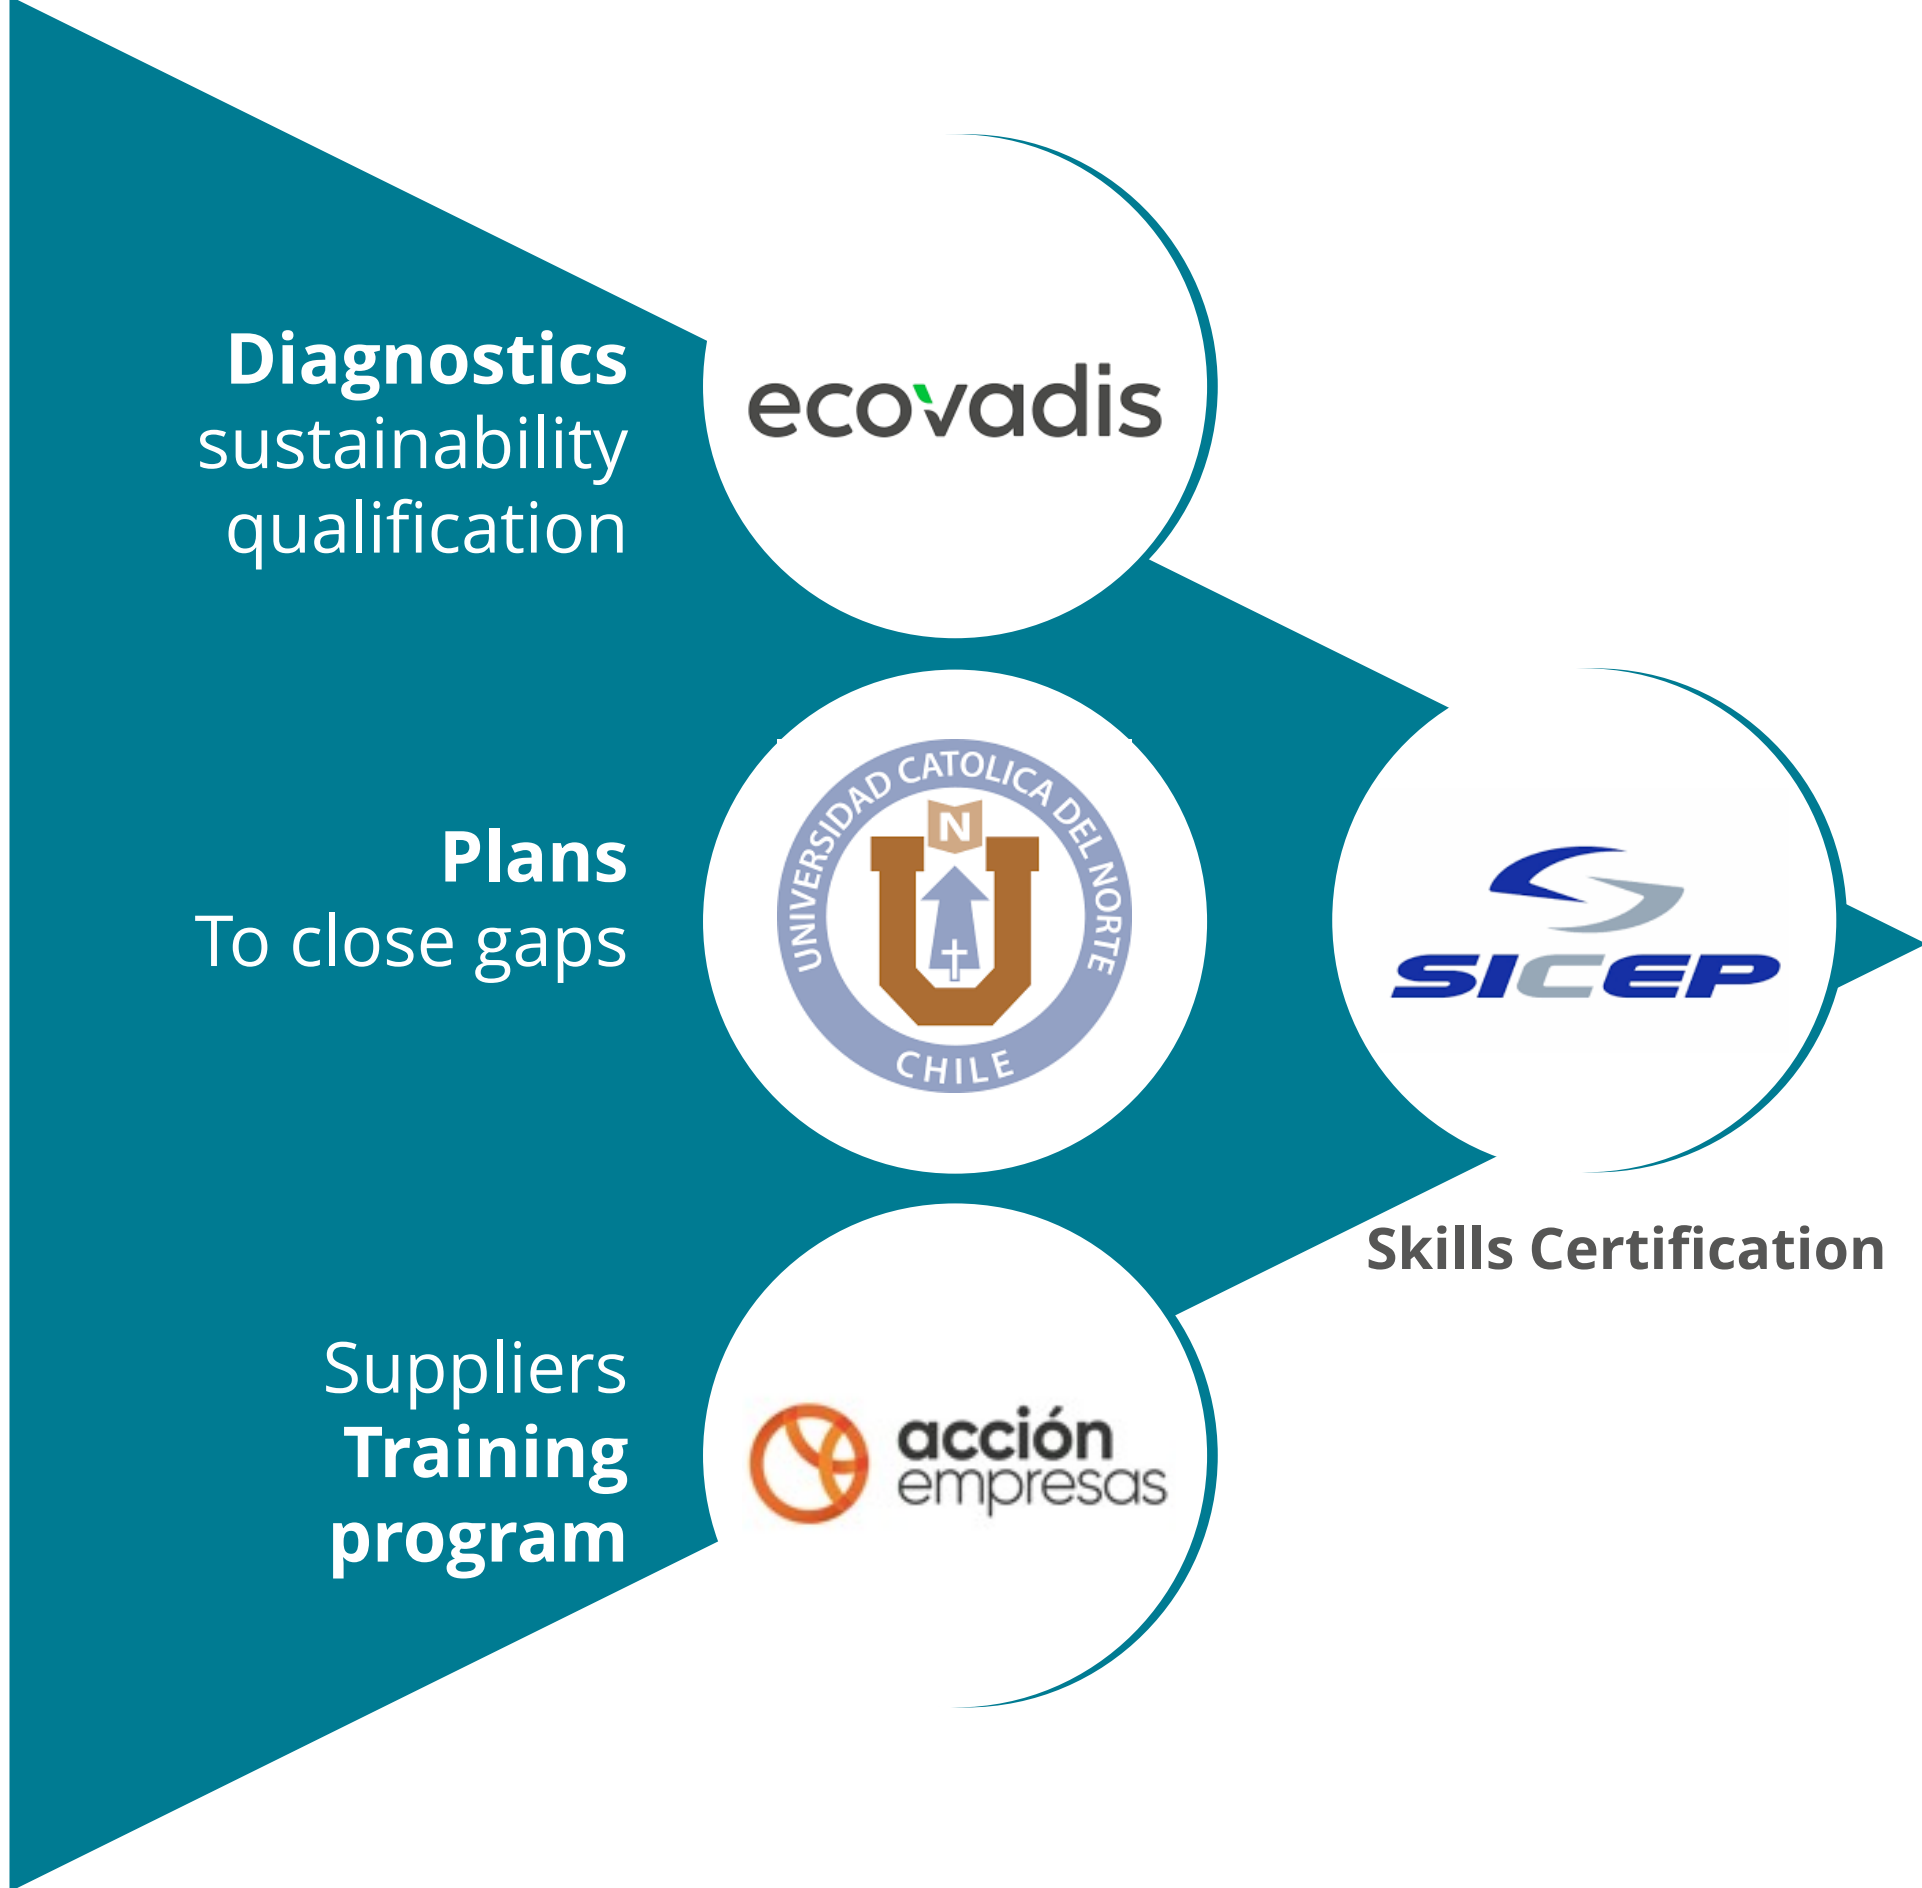 Diagnostics
sustainability
qualification
ecovadis
Plans
To close gaps
UNIVERSIDAD CATOLICA DEL NORTE
N
U
CHILE
SICEP
Skills Certification
Suppliers
Training
program
acción
empresas